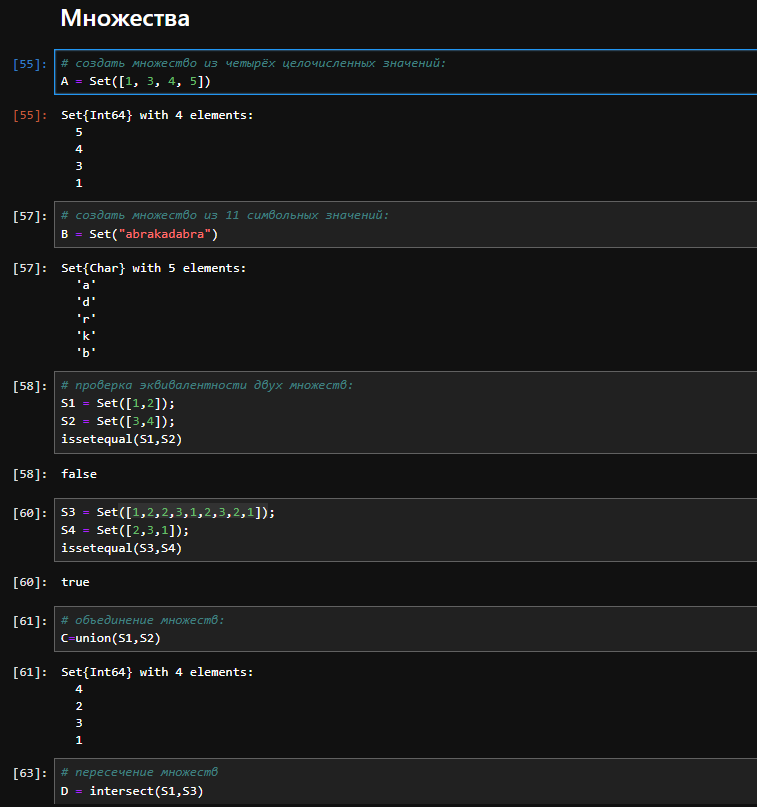 Множества
[55]: # создать множество из четырёх целочисленных значений:
A = Set([1, 3, 4, 5])
[55]: Set{Int64} with 4 elements:
5
4
3
1
[57]: # создать множество из 11 символьных значений:
B = Set("abrakadabra")
[57]: Set{Char} with 5 elements:
'a'
'd'
'r'
'k'
'b'
[58]: # проверка эквивалентности двух множеств:
S1 = Set([1,2]);
S2 = Set([3,4]);
issetequal(S1,S2)
[58]: false
[60]: S3 = Set([1,2,2,3,1,2,3,2,1]);
S4 = Set([2,3,1]);
issetequal(S3,S4)
[60]: true
[61]: # объединение множеств:
C=union(S1,S2)
[61]: Set{Int64} with 4 elements:
4
2
3
1
[63]: # пересечение множеств
D = intersect(S1,S3)